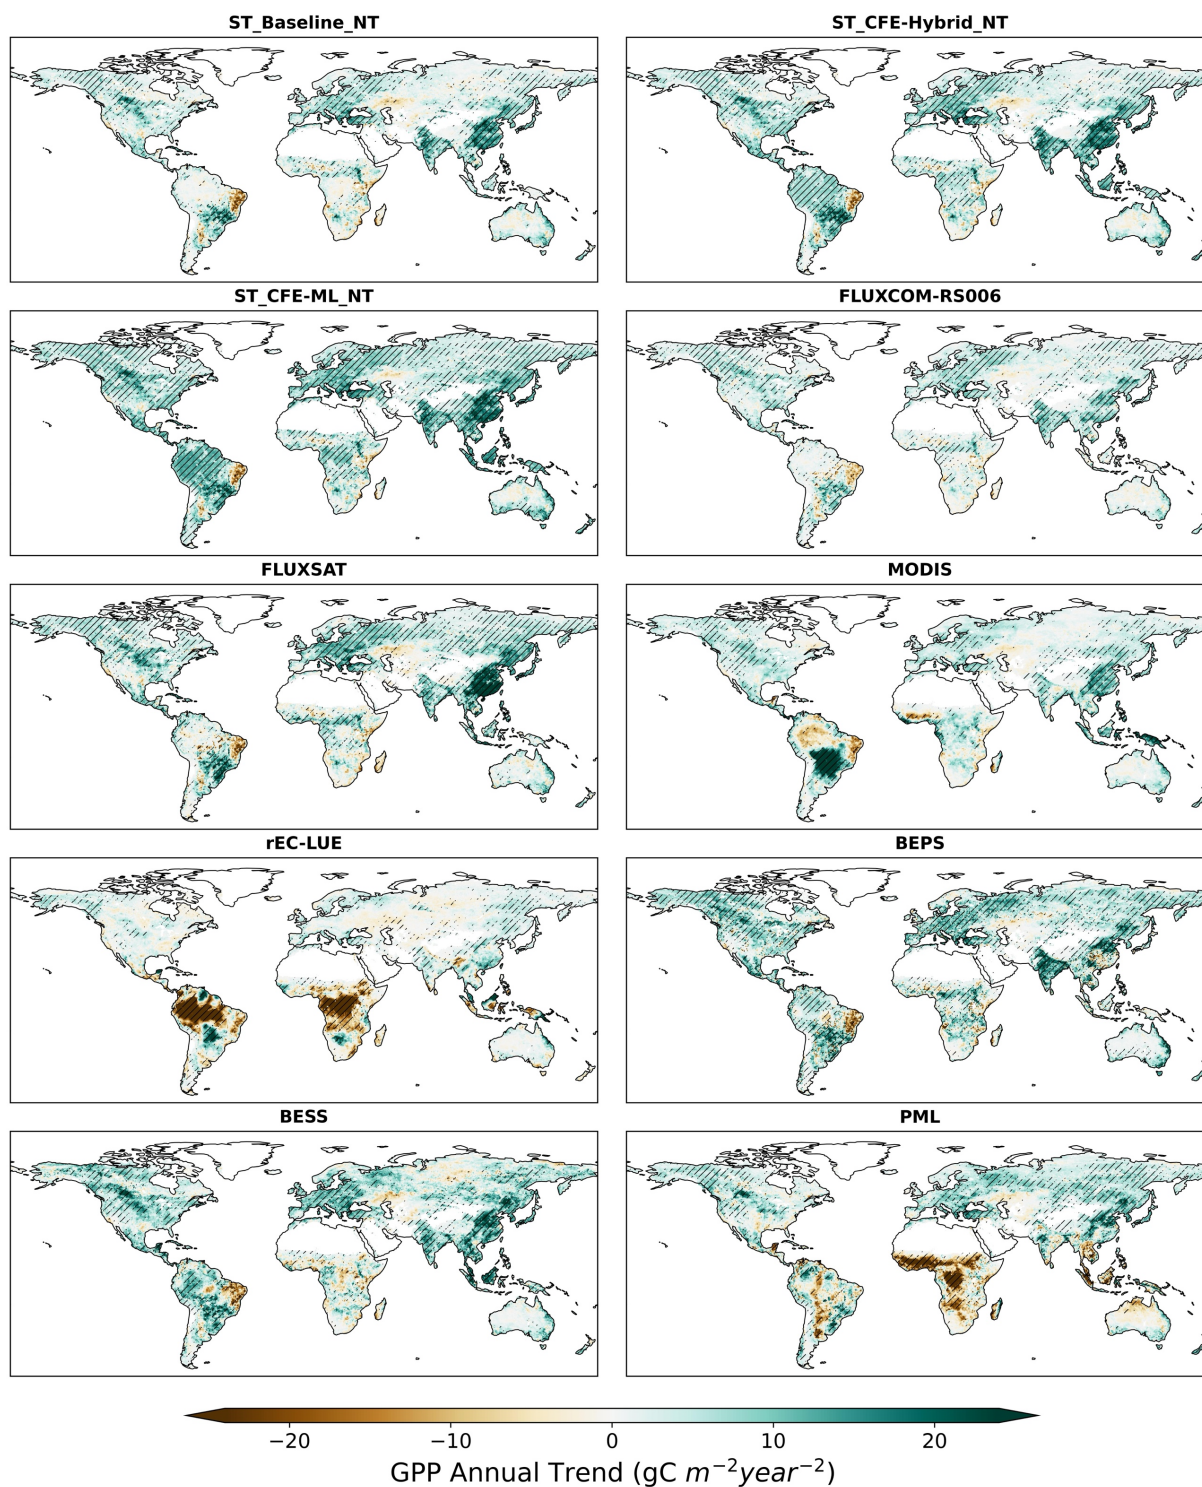 ST_Baseline_NT
ST_CFE-Hybrid_NT
ST_CFE-ML_NT
FLUXCOM-RS006
FLUXSAT
MODIS
rEC-LUE
BEPS
BESS
PML
−20 −10 0 10 20
GPP Annual Trend (gC m⁻²year⁻²)